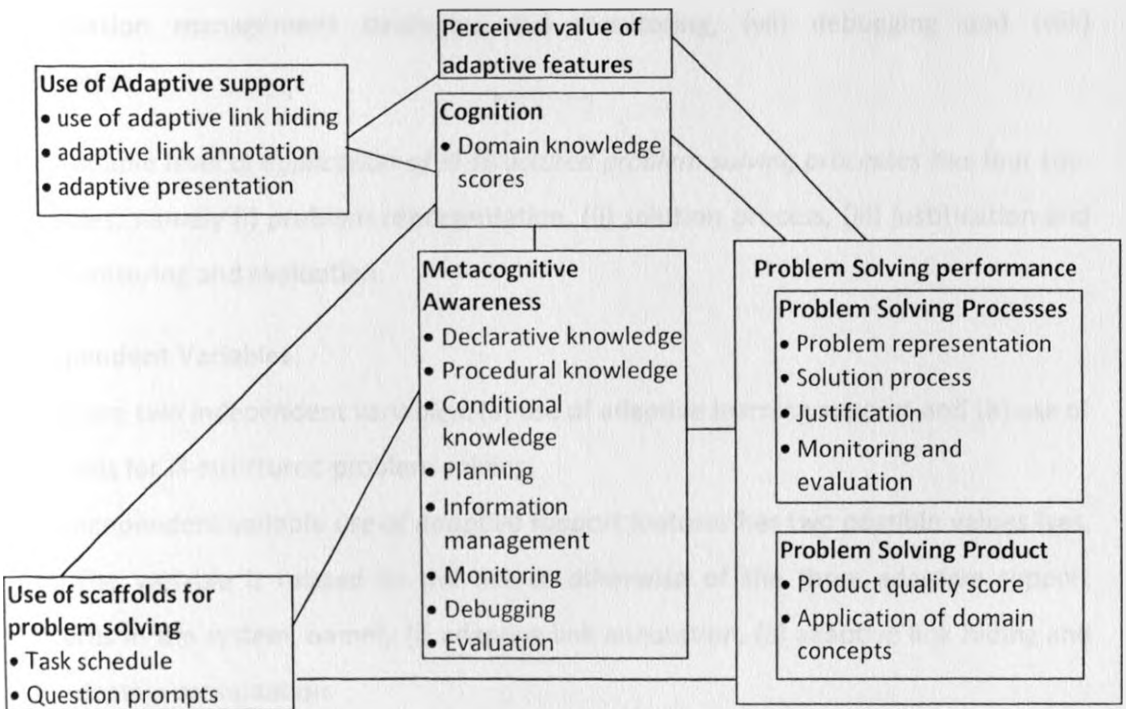 Perceived value of
adaptive features
Use of Adaptive support
• use of adaptive link hiding
• adaptive link annotation
• adaptive presentation
Cognition
• Domain knowledge
scores
Metacognitive
Awareness
• Declarative knowledge
• Procedural knowledge
• Conditional
knowledge
• Planning
• Information
management
• Monitoring
• Debugging
• Evaluation
Problem Solving performance
Problem Solving Processes
• Problem representation
• Solution process
• Justification
• Monitoring and
evaluation
Problem Solving Product
• Product quality score
• Application of domain
concepts
Use of scaffolds for
problem solving
• Task schedule
• Question prompts